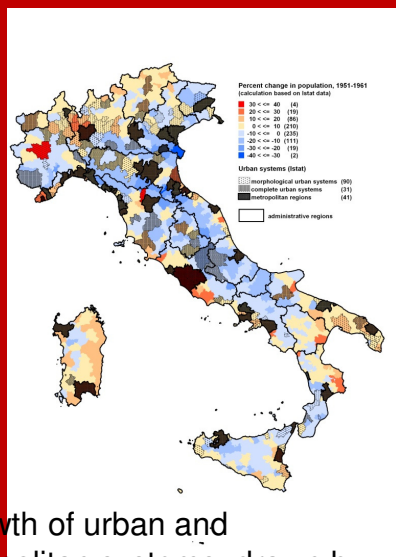 Percent change in population, 1951-1961
(calculation based on Istat data)
30 < <= 40 (4)
20 < <= 30 (19)
10 < <= 20 (86)
0 < <= 10 (210)
-10 < <= 0 (235)
-20 < <= -10 (111)
-30 < <= -20 (19)
-40 < <= -30 (2)
Urban systems (Istat)
morphological urban systems (90)
complete urban systems (31)
metropolitan regions (41)
administrative regions
wth of urban and